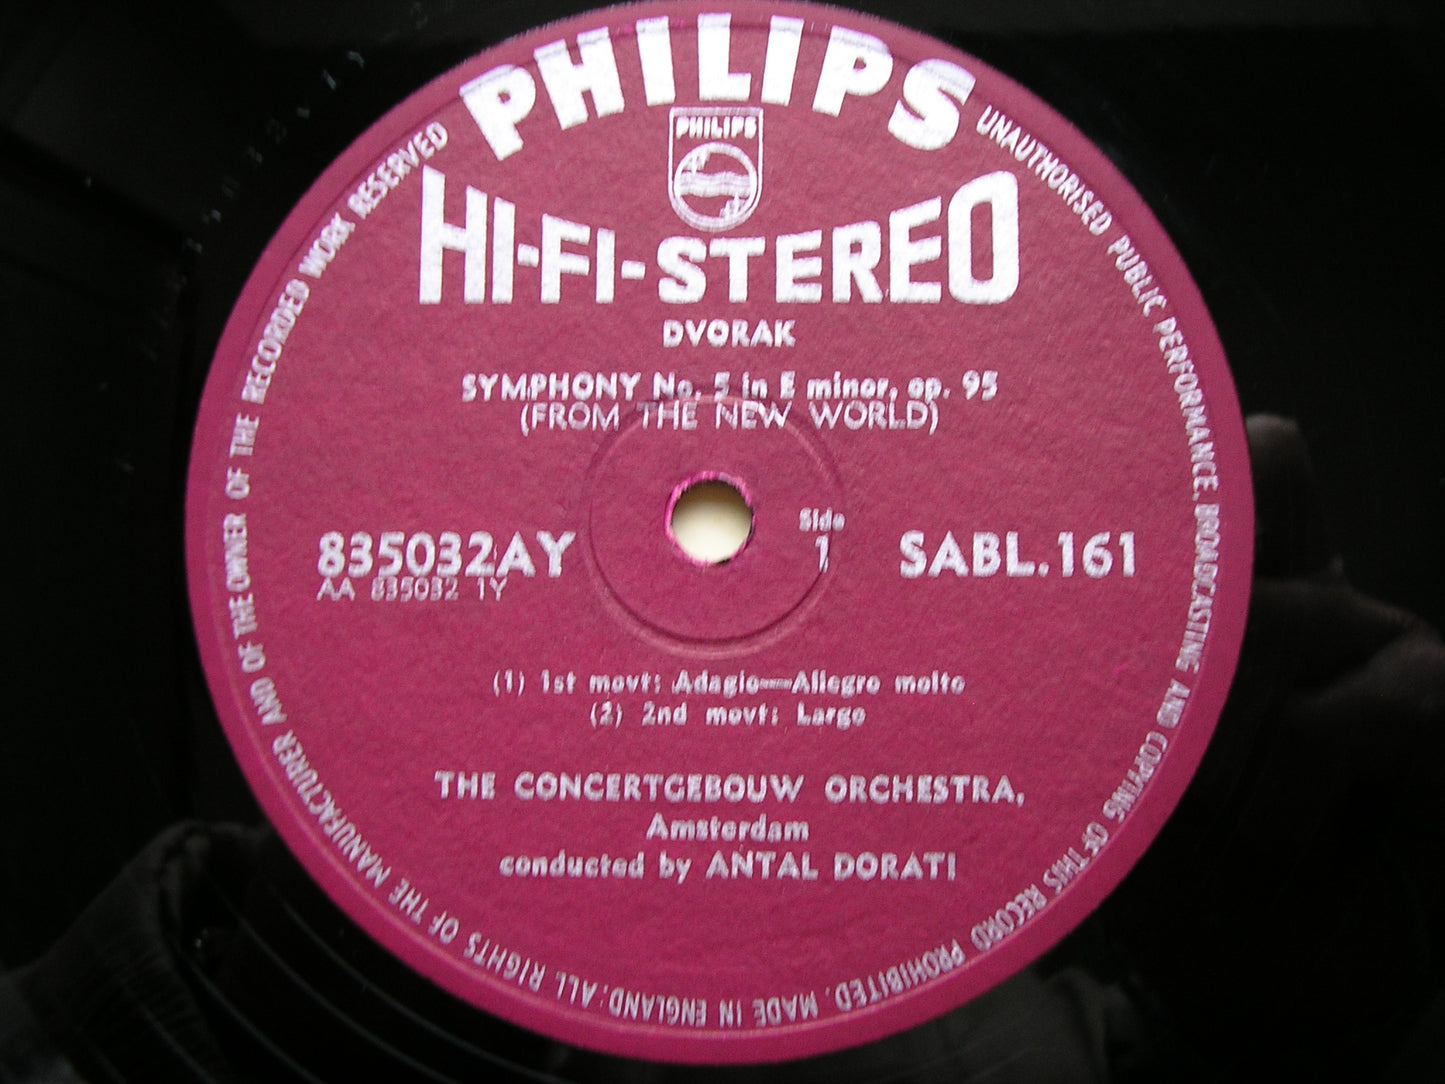 PHILIPS
PHILIPS
HI-FI-STEREO
DVORAK
SYMPHONY No. 5 in E minor, op. 95
(FROM THE NEW WORLD)
835032AY
AA 835032 1Y
Side
1
SABL.161
(1) 1st movt: Adagio—Allegro molto
(2) 2nd movt: Largo
THE CONCERTGEBOUW ORCHESTRA,
Amsterdam
conducted by ANTAL DORATI
ALL RIGHTS OF THE MANUFACTURER AND OF THE OWNER OF THE RECORDED WORK RESERVED
UNAUTHORISED PUBLIC PERFORMANCE, BROADCASTING AND COPYING OF THIS RECORD PROHIBITED. MADE IN ENGLAND: